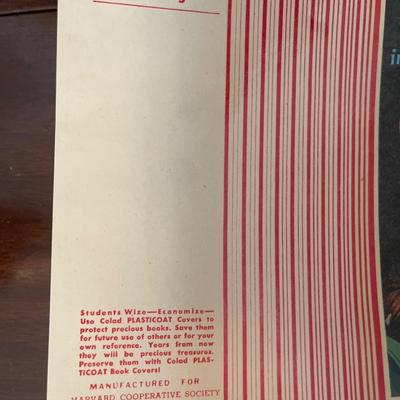 Students Wise—Economize—
Use Colad PLASTICOAT Covers to
protect precious books. Save them
for future use of others or for your
own reference. Years from now
they will be precious treasures.
Preserve them with Colad PLAS-
TICOAT Book Covers!
MANUFACTURED FOR
HARVARD COOPERATIVE SOCIETY
in